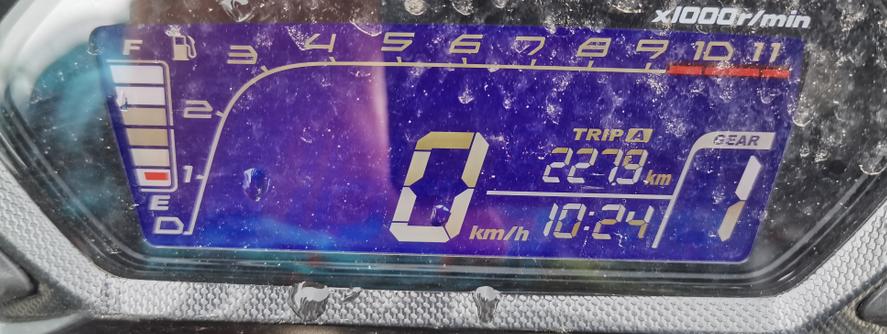 x1000r/min
F 3 4 5 6 7 8 9 10 11
2
TRIP A
GEAR
227.9 km
1
E
0 km/h 10:24 1